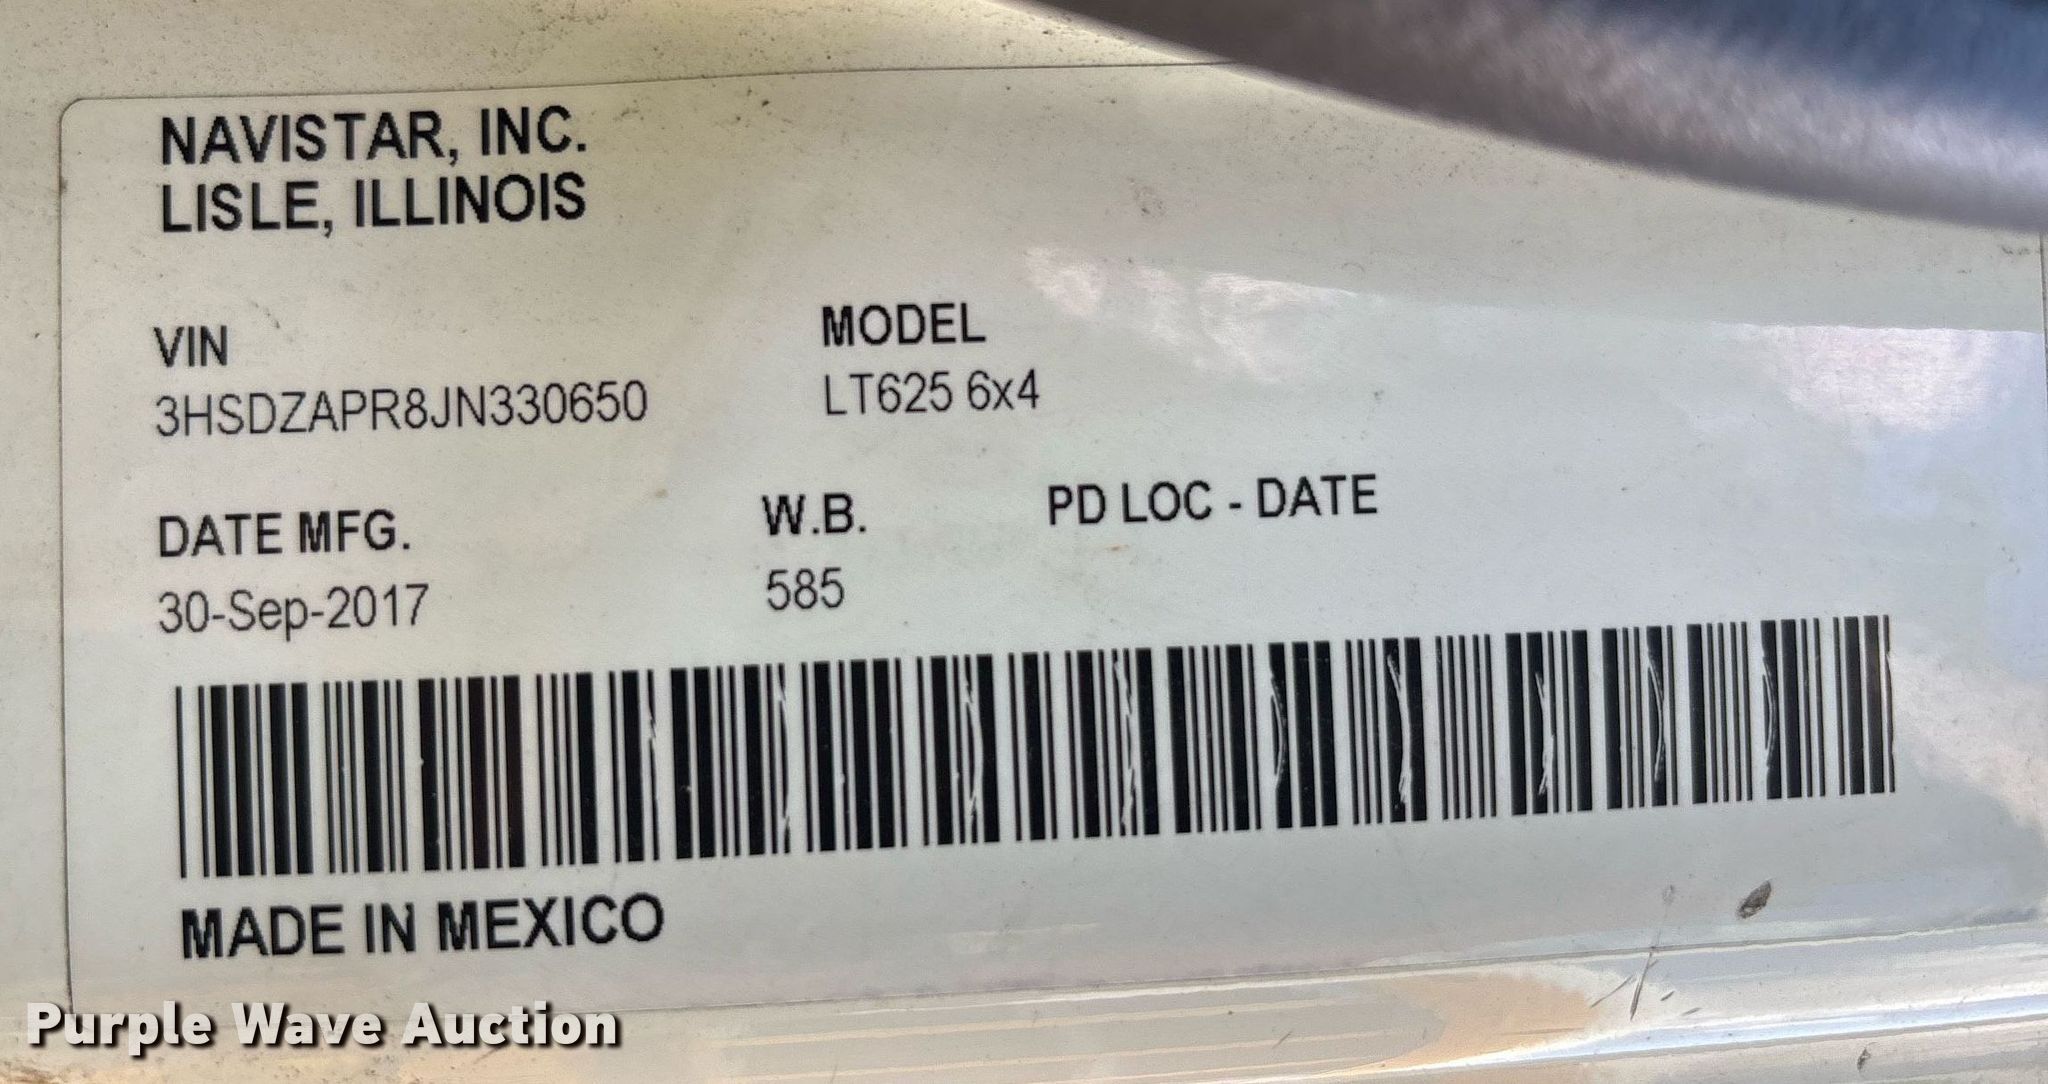 NAVISTAR, INC.
LISLE, ILLINOIS
VIN
3HSDZAPR8JN330650
MODEL
LT625 6x4
DATE MFG.
30-Sep-2017
W.B.
585
PD LOC - DATE
MADE IN MEXICO
Purple Wave Auction